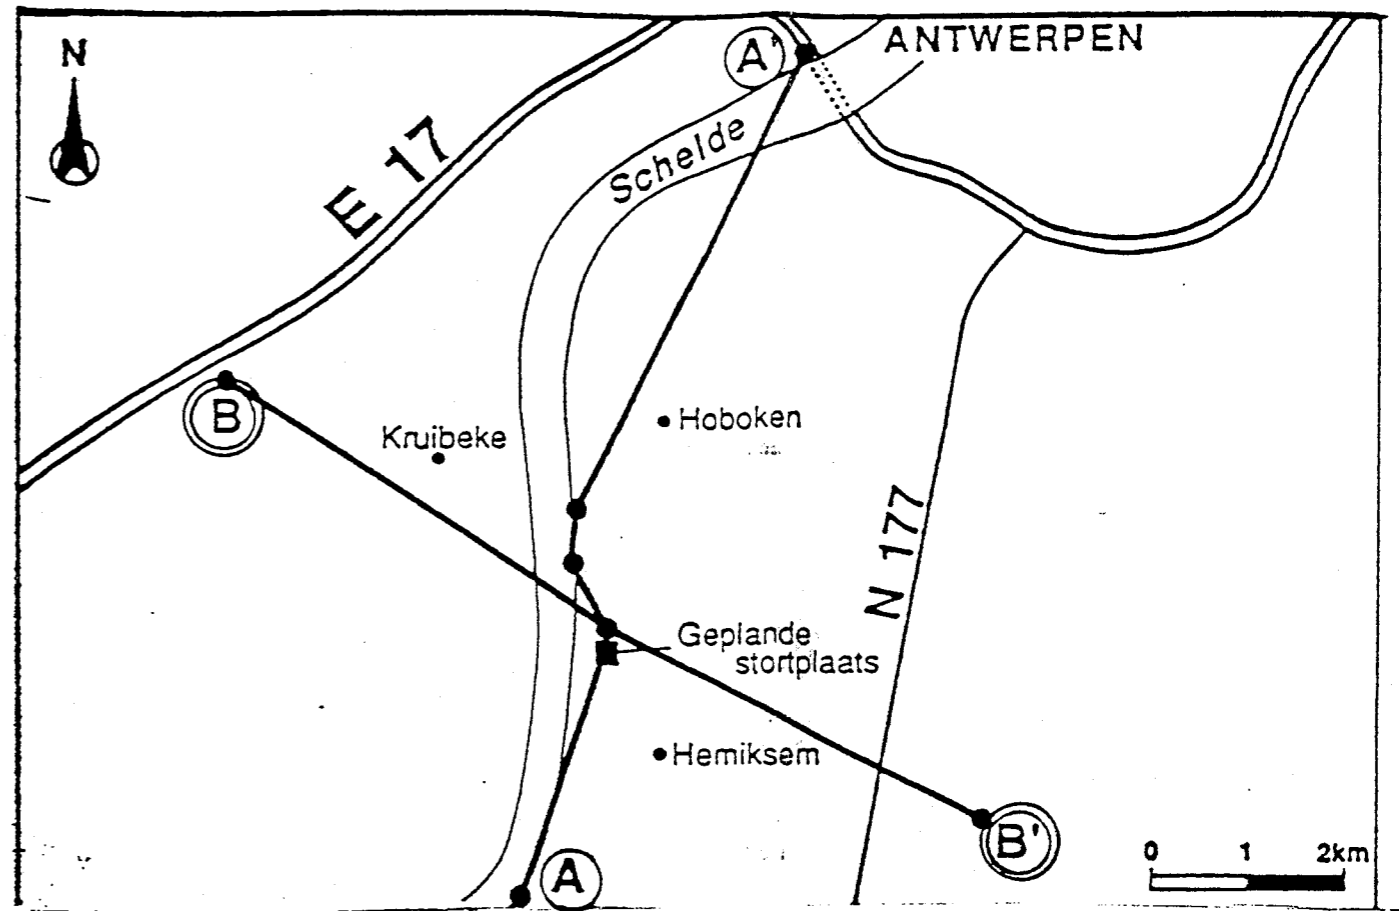 N
A'
ANTWERPEN
Schelde
E 17
B
Kruibeke
Hoboken
N 177
Geplande
stortplaats
Hemiksem
B'
A
0 1 2km